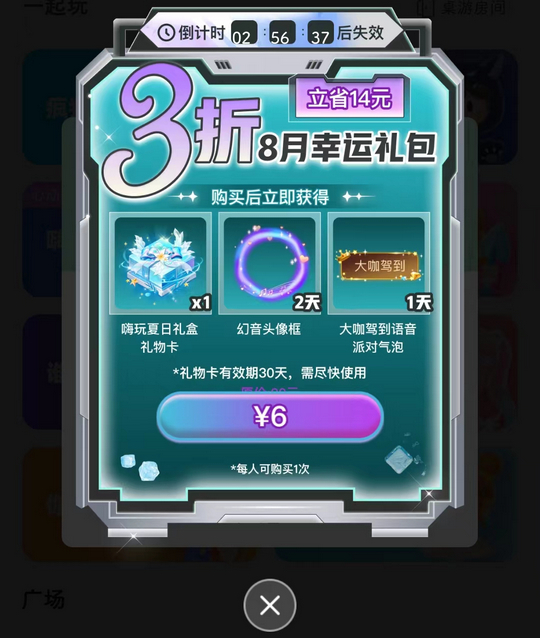 一起玩
桌游房间
倒计时 02 : 56 : 37 后失效
立省14元
3折 8月幸运礼包
购买后立即获得
大咖驾到
x1
2天
1天
嗨玩夏日礼盒
礼物卡
幻音头像框
大咖驾到语音
派对气泡
*礼物卡有效期30天，需尽快使用
¥6
*每人可购买1次
广场